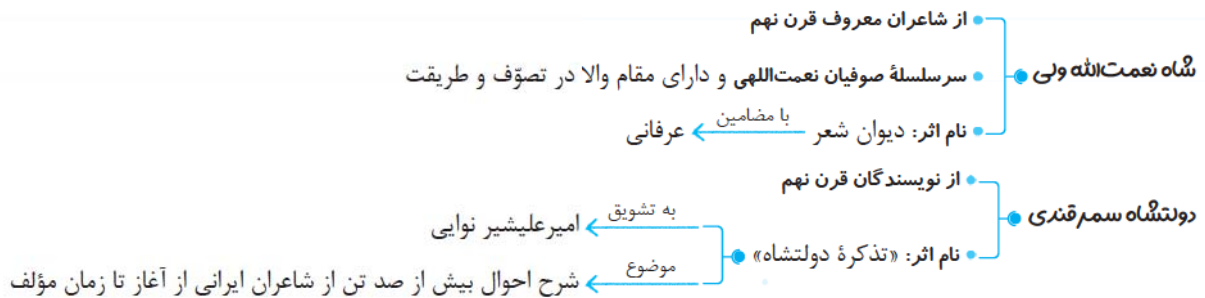 شاه نعمت‌الله ولی
از شاعران معروف قرن نهم
سرسلسلهٔ صوفیان نعمت‌اللهی و دارای مقام والا در تصوّف و طریقت
نام اثر: دیوان شعر با مضامین عرفانی
دولتشاه سمرقندی
از نویسندگان قرن نهم
نام اثر: «تذکرهٔ دولتشاه»
به تشویق امیرعلیشیر نوایی
موضوع شرح احوال بیش از صد تن از شاعران ایرانی از آغاز تا زمان مؤلف